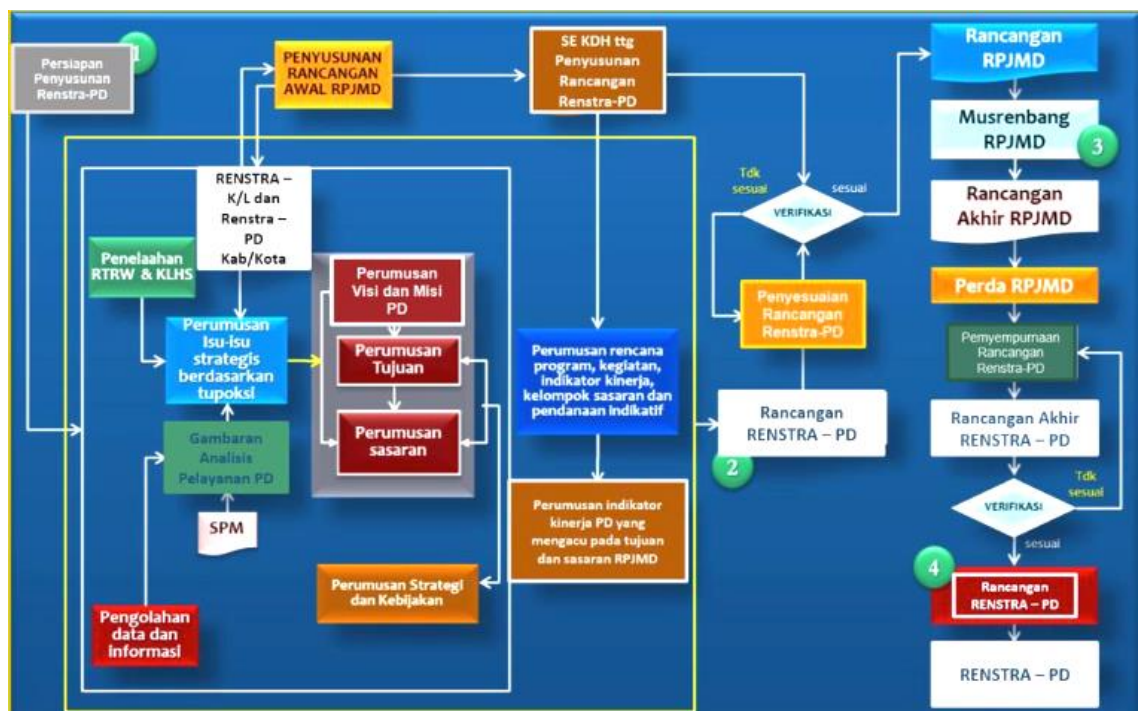 1
Persiapan
Penyusunan
Renstra-PD
PENYUSUNAN
RANCANGAN
AWAL RPJMD
SE KDH ttg
Penyusunan
Rancangan
Renstra-PD
RENSTRA –
K/L dan
Renstra –
PD
Kab/Kota
Penelaahan
RTRW & KLHS
Perumusan
Isu-isu
strategis
berdasarkan
tupoksi
Gambaran
Analisis
Pelayanan PD
SPM
Pengolahan
data dan
informasi
Perumusan
Visi dan Misi
PD
Perumusan
Tujuan
Perumusan
sasaran
Perumusan Strategi
dan Kebijakan
Perumusan rencana
program, kegiatan,
indikator kinerja,
kelompok sasaran dan
pendanaan indikatif
Perumusan indikator
kinerja PD yang
mengacu pada tujuan
dan sasaran RPJMD
Tdk
sesuai
sesuai
VERIFIKASI
Penyesuaian
Rancangan
Renstra-PD
Rancangan
RENSTRA – PD
2
Rancangan
RPJMD
Musrenbang
RPJMD
3
Rancangan
Akhir RPJMD
Perda RPJMD
Pemyempurnaan
Rancangan
Renstra-PD
Rancangan Akhir
RENSTRA – PD
Tdk
sesuai
VERIFIKASI
sesuai
4
Rancangan
RENSTRA – PD
RENSTRA – PD